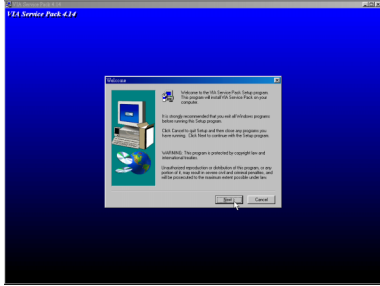 VIA Service Pack 4.14
VIA Service Pack 4.14
Welcome
Welcome to the VIA Service Pack Setup program.
This program will install VIA Service Pack on your
computer.
It is strongly recommended that you exit all Windows programs
before running this Setup program.
Click Cancel to quit Setup and then close any programs you
have running. Click Next to continue with the Setup program.
WARNING: This program is protected by copyright law and
international treaties.
Unauthorized reproduction or distribution of this program, or any
portion of it, may result in severe civil and criminal penalties, and
will be prosecuted to the maximum extent possible under law.
Next
Cancel